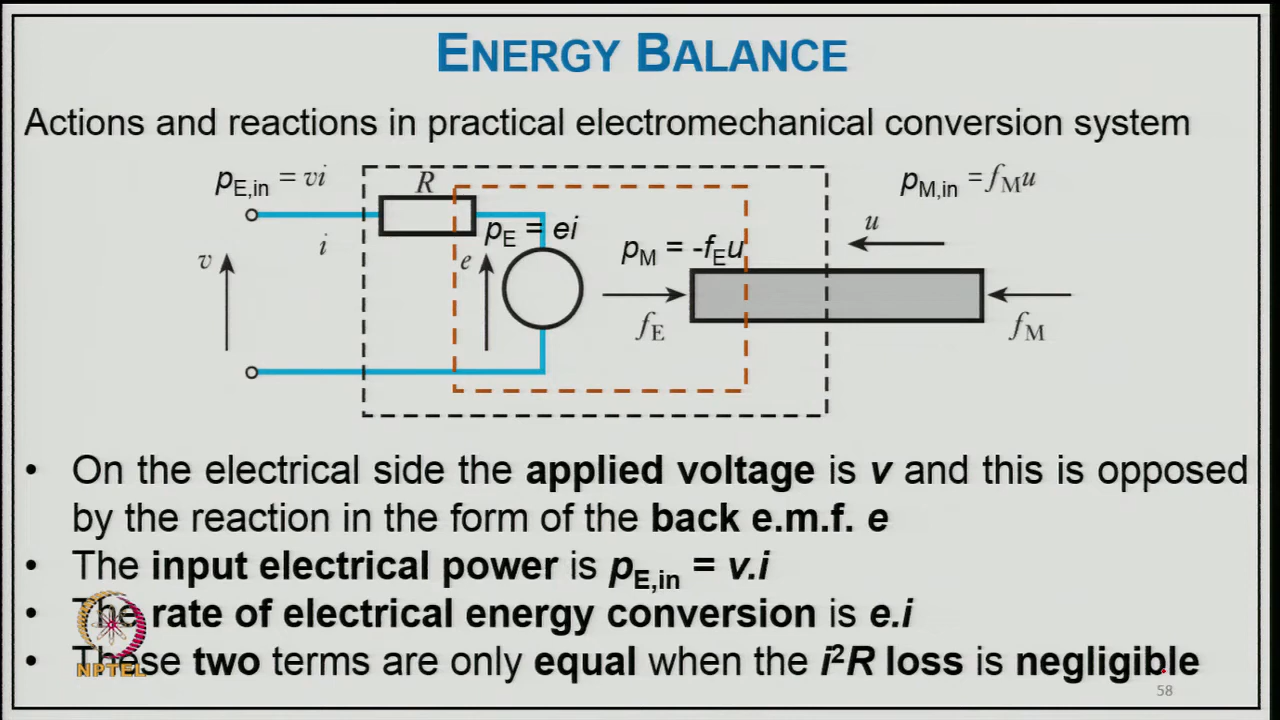 ENERGY BALANCE
Actions and reactions in practical electromechanical conversion system
pE,in = vi
R
pM,in =fMu
i
pE = ei
u
v
e
pM = -fEu
fE
fM
• On the electrical side the applied voltage is v and this is opposed
by the reaction in the form of the back e.m.f. e
• The input electrical power is pE,in = v.i
• The rate of electrical energy conversion is e.i
• These two terms are only equal when the i²R loss is negligible
NPTEL
58